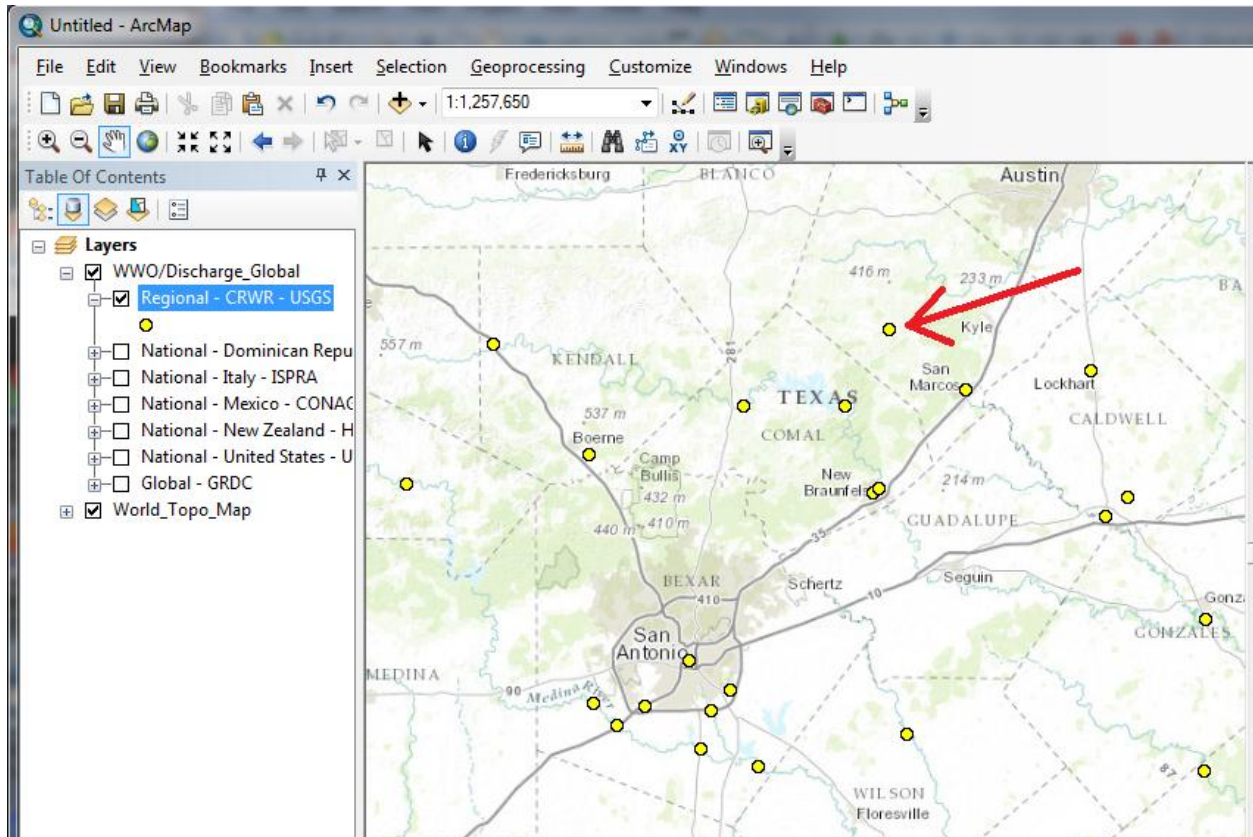 Untitled - ArcMap
File Edit View Bookmarks Insert Selection Geoprocessing Customize Windows Help
1:1,257,650
XY
Table Of Contents
Layers
WWO/Discharge_Global
Regional - CRWR - USGS
National - Dominican Repu
National - Italy - ISPRA
National - Mexico - CONAC
National - New Zealand - H
National - United States - U
Global - GRDC
World_Topo_Map
Fredericksburg
BLANCO
Austin
416 m
233 m
BA
557 m
281
Kyle
KENDALL
San
Marcos
Lockhart
TEXAS
537 m
CALDWELL
Boerne
COMAL
Camp
Bullis
New
Braunfels
432 m
214 m
440 m
410 m
GUADALUPE
35
BEXAR
Schertz
Seguin
410
10
Gonz
San
Antonio
GONZALES
MEDINA
90
Medina River
87
WILSON
Floresville